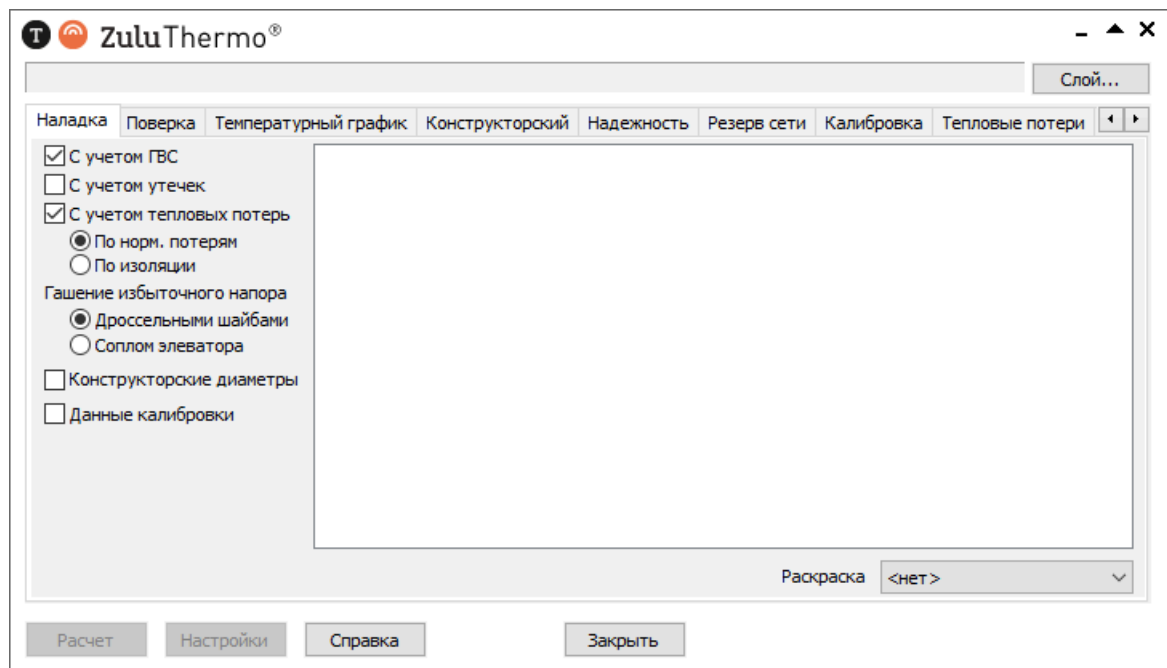 T ZuluThermo®
Слой...
Наладка Поверка Температурный график Конструкторский Надежность Резерв сети Калибровка Тепловые потери
С учетом ГВС
С учетом утечек
С учетом тепловых потерь
По норм. потерям
По изоляции
Гашение избыточного напора
Дроссельными шайбами
Соплом элеватора
Конструкторские диаметры
Данные калибровки
Раскраска <нет>
Расчет Настройки Справка Закрыть